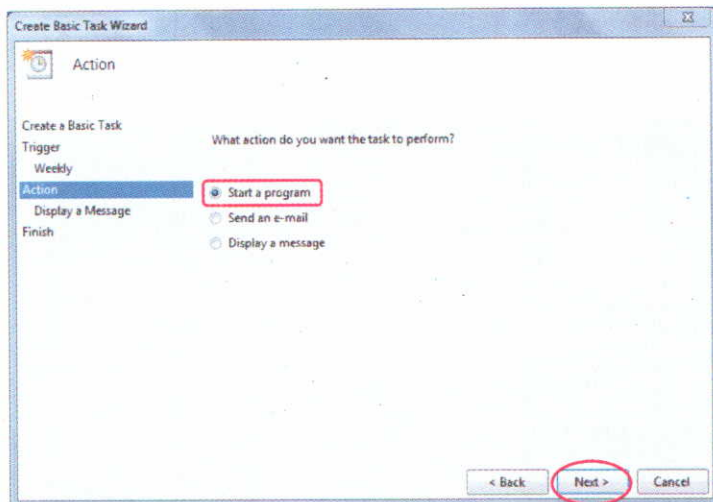 Create Basic Task Wizard
Action
Create a Basic Task
Trigger
Weekly
Action
Display a Message
Finish
What action do you want the task to perform?
Start a program
Send an e-mail
Display a message
< Back
Next >
Cancel